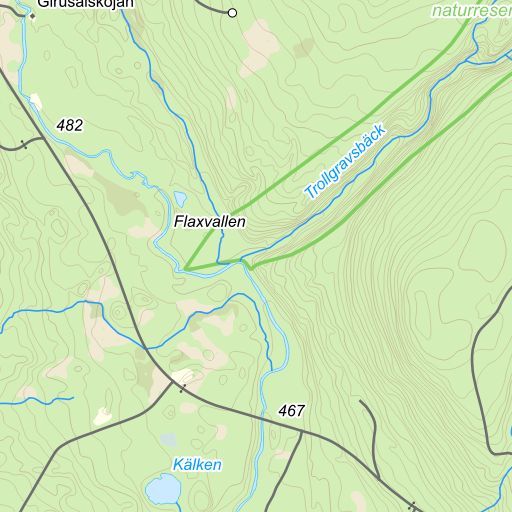 Girusalskojan
naturreser
482
Trollgravsbäck
Flaxvallen
467
Kälken